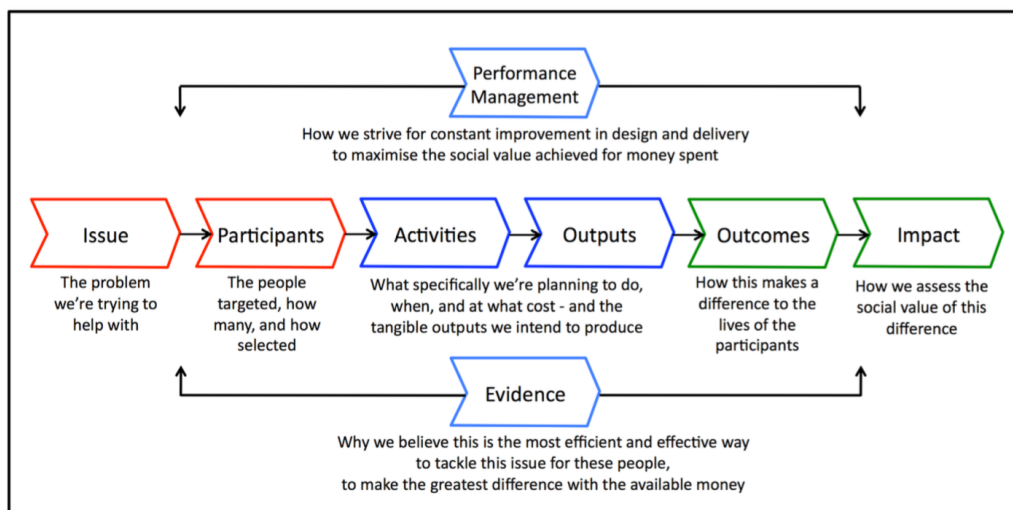 Performance
Management
How we strive for constant improvement in design and delivery
to maximise the social value achieved for money spent
Issue
The problem
we're trying to
help with
Participants
The people
targeted, how
many, and how
selected
Activities
Outputs
What specifically we're planning to do,
when, and at what cost - and the
tangible outputs we intend to produce
Outcomes
How this makes a
difference to the
lives of the
participants
Impact
How we assess the
social value of this
difference
Evidence
Why we believe this is the most efficient and effective way
to tackle this issue for these people,
to make the greatest difference with the available money